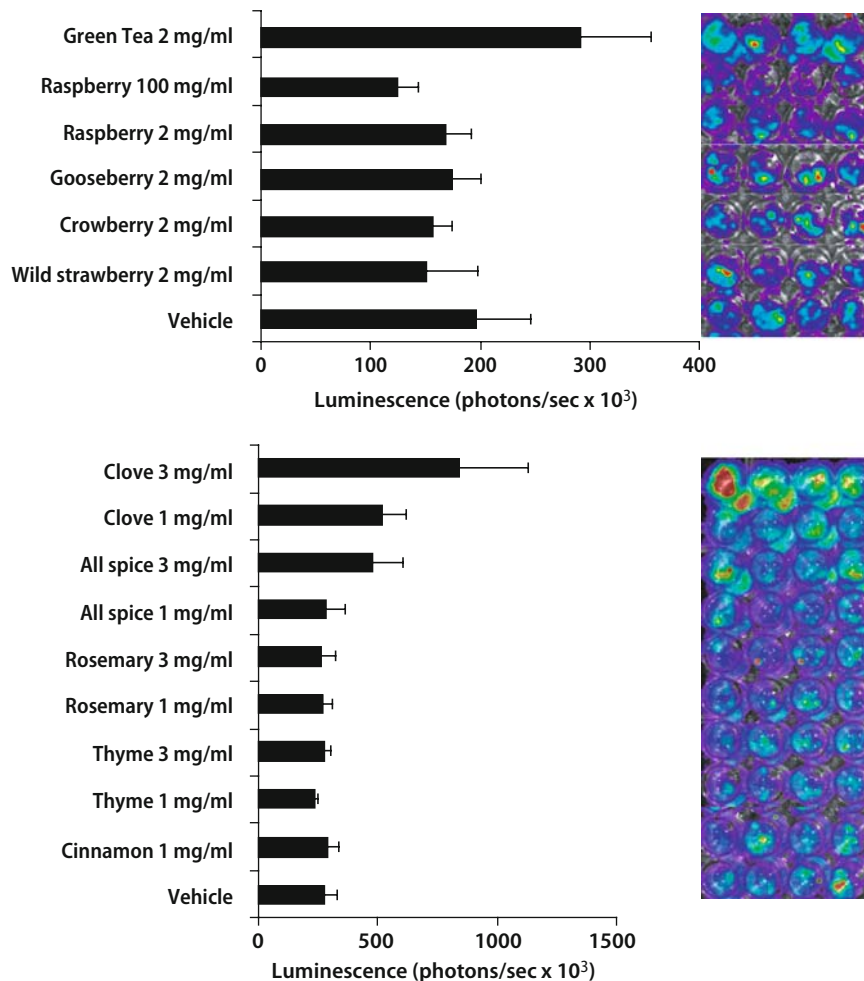 Green Tea 2 mg/ml
Raspberry 100 mg/ml
Raspberry 2 mg/ml
Gooseberry 2 mg/ml
Crowberry 2 mg/ml
Wild strawberry 2 mg/ml
Vehicle
0 100 200 300 400
Luminescence (photons/sec x 10³)
Clove 3 mg/ml
Clove 1 mg/ml
All spice 3 mg/ml
All spice 1 mg/ml
Rosemary 3 mg/ml
Rosemary 1 mg/ml
Thyme 3 mg/ml
Thyme 1 mg/ml
Cinnamon 1 mg/ml
Vehicle
0 500 1000 1500
Luminescence (photons/sec x 10³)